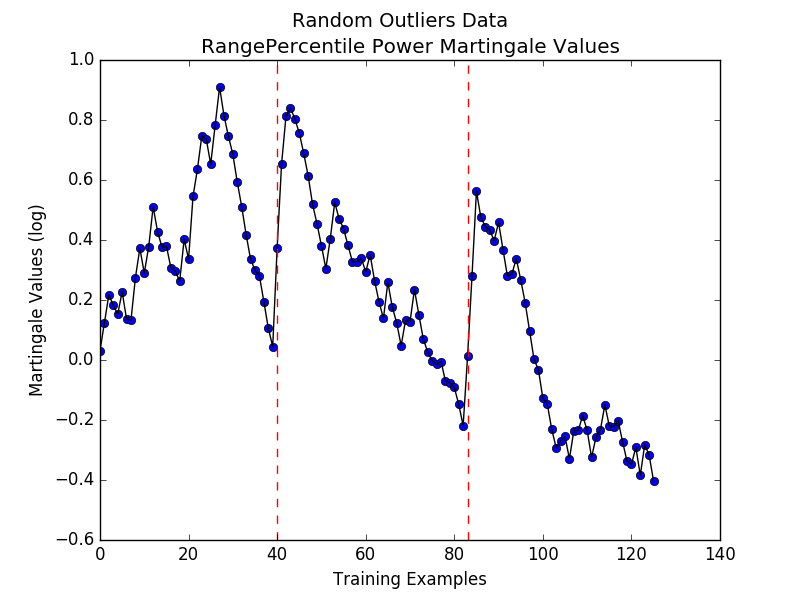 Random Outliers Data
RangePercentile Power Martingale Values
1.0
0.8
0.6
0.4
0.2
0.0
−0.2
−0.4
−0.6
Martingale Values (log)
0 20 40 60 80 100 120 140
Training Examples